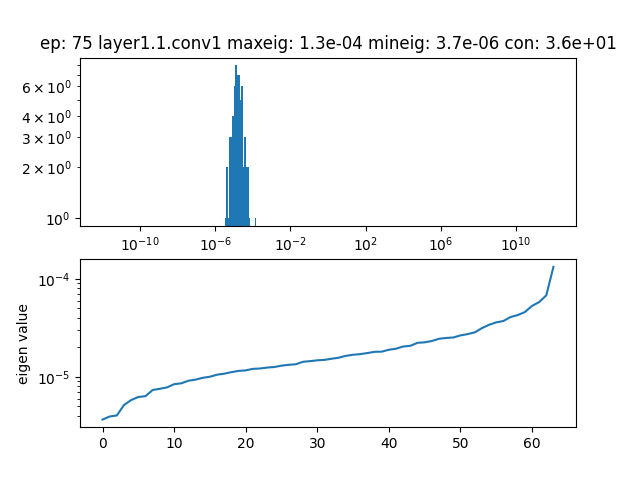 ep: 75 layer1.1.conv1 maxeig: 1.3e-04 mineig: 3.7e-06 con: 3.6e+01
6 × 10⁰
4 × 10⁰
3 × 10⁰
2 × 10⁰
10⁰
10⁻¹⁰ 10⁻⁶ 10⁻² 10² 10⁶ 10¹⁰
10⁻⁴
eigen value
10⁻⁵
0 10 20 30 40 50 60